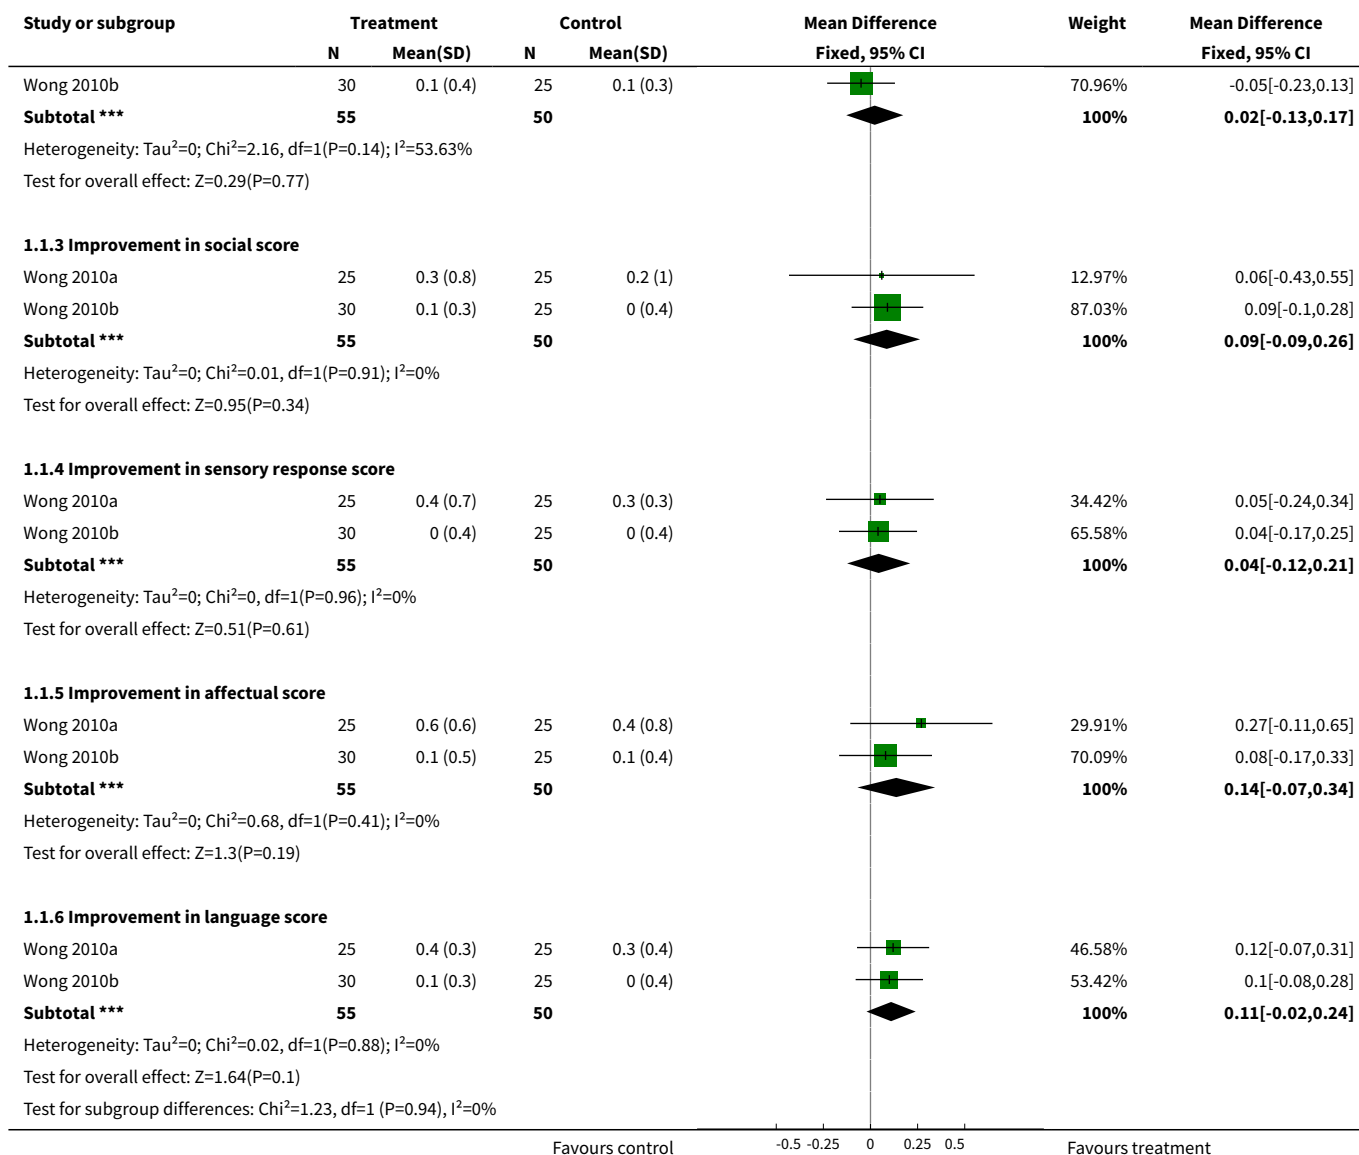 Study or subgroup Treatment Control Mean Difference Weight Mean Difference
N Mean(SD) N Mean(SD) Fixed, 95% CI Fixed, 95% CI
Wong 2010b 30 0.1 (0.4) 25 0.1 (0.3) 70.96% -0.05[-0.23,0.13]
Subtotal *** 55 50 100% 0.02[-0.13,0.17]
Heterogeneity: Tau²=0; Chi²=2.16, df=1(P=0.14); I²=53.63%
Test for overall effect: Z=0.29(P=0.77)
1.1.3 Improvement in social score
Wong 2010a 25 0.3 (0.8) 25 0.2 (1) 12.97% 0.06[-0.43,0.55]
Wong 2010b 30 0.1 (0.3) 25 0 (0.4) 87.03% 0.09[-0.1,0.28]
Subtotal *** 55 50 100% 0.09[-0.09,0.26]
Heterogeneity: Tau²=0; Chi²=0.01, df=1(P=0.91); I²=0%
Test for overall effect: Z=0.95(P=0.34)
1.1.4 Improvement in sensory response score
Wong 2010a 25 0.4 (0.7) 25 0.3 (0.3) 34.42% 0.05[-0.24,0.34]
Wong 2010b 30 0 (0.4) 25 0 (0.4) 65.58% 0.04[-0.17,0.25]
Subtotal *** 55 50 100% 0.04[-0.12,0.21]
Heterogeneity: Tau²=0; Chi²=0, df=1(P=0.96); I²=0%
Test for overall effect: Z=0.51(P=0.61)
1.1.5 Improvement in affectual score
Wong 2010a 25 0.6 (0.6) 25 0.4 (0.8) 29.91% 0.27[-0.11,0.65]
Wong 2010b 30 0.1 (0.5) 25 0.1 (0.4) 70.09% 0.08[-0.17,0.33]
Subtotal *** 55 50 100% 0.14[-0.07,0.34]
Heterogeneity: Tau²=0; Chi²=0.68, df=1(P=0.41); I²=0%
Test for overall effect: Z=1.3(P=0.19)
1.1.6 Improvement in language score
Wong 2010a 25 0.4 (0.3) 25 0.3 (0.4) 46.58% 0.12[-0.07,0.31]
Wong 2010b 30 0.1 (0.3) 25 0 (0.4) 53.42% 0.1[-0.08,0.28]
Subtotal *** 55 50 100% 0.11[-0.02,0.24]
Heterogeneity: Tau²=0; Chi²=0.02, df=1(P=0.88); I²=0%
Test for overall effect: Z=1.64(P=0.1)
Test for subgroup differences: Chi²=1.23, df=1 (P=0.94), I²=0%
Favours control -0.5 -0.25 0 0.25 0.5 Favours treatment